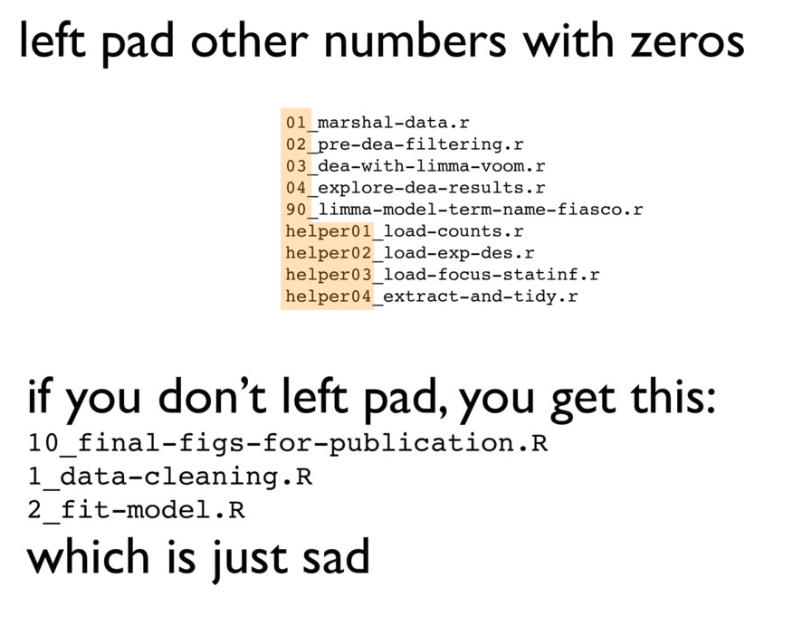 left pad other numbers with zeros
01_marshal-data.r
02_pre-dea-filtering.r
03_dea-with-limma-voom.r
04_explore-dea-results.r
90_limma-model-term-name-fiasco.r
helper01_load-counts.r
helper02_load-exp-des.r
helper03_load-focus-statinf.r
helper04_extract-and-tidy.r
if you don’t left pad, you get this:
10_final-figs-for-publication.R
1_data-cleaning.R
2_fit-model.R
which is just sad